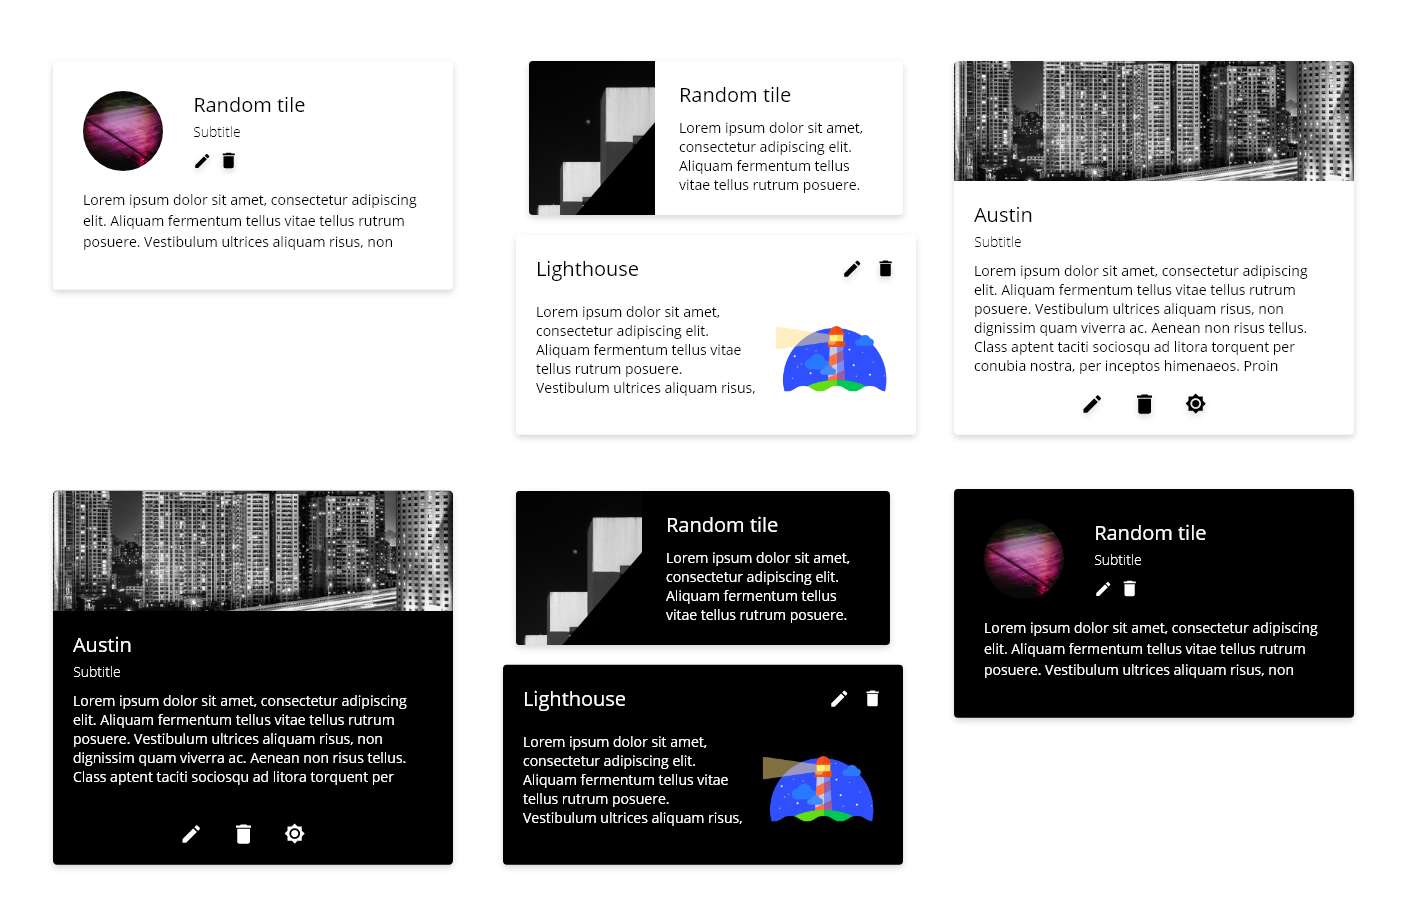 Random tile
Subtitle
Lorem ipsum dolor sit amet, consectetur adipiscing
elit. Aliquam fermentum tellus vitae tellus rutrum
posuere. Vestibulum ultrices aliquam risus, non
Random tile
Lorem ipsum dolor sit amet,
consectetur adipiscing elit.
Aliquam fermentum tellus
vitae tellus rutrum posuere.
Lighthouse
Lorem ipsum dolor sit amet,
consectetur adipiscing elit.
Aliquam fermentum tellus vitae
tellus rutrum posuere.
Vestibulum ultrices aliquam risus,
Austin
Subtitle
Lorem ipsum dolor sit amet, consectetur adipiscing
elit. Aliquam fermentum tellus vitae tellus rutrum
posuere. Vestibulum ultrices aliquam risus, non
dignissim quam viverra ac. Aenean non risus tellus.
Class aptent taciti sociosqu ad litora torquent per
conubia nostra, per inceptos himenaeos. Proin
Austin
Subtitle
Lorem ipsum dolor sit amet, consectetur adipiscing
elit. Aliquam fermentum tellus vitae tellus rutrum
posuere. Vestibulum ultrices aliquam risus, non
dignissim quam viverra ac. Aenean non risus tellus.
Class aptent taciti sociosqu ad litora torquent per
Random tile
Lorem ipsum dolor sit amet,
consectetur adipiscing elit.
Aliquam fermentum tellus
vitae tellus rutrum posuere.
Lighthouse
Lorem ipsum dolor sit amet,
consectetur adipiscing elit.
Aliquam fermentum tellus vitae
tellus rutrum posuere.
Vestibulum ultrices aliquam risus,
Random tile
Subtitle
Lorem ipsum dolor sit amet, consectetur adipiscing
elit. Aliquam fermentum tellus vitae tellus rutrum
posuere. Vestibulum ultrices aliquam risus, non